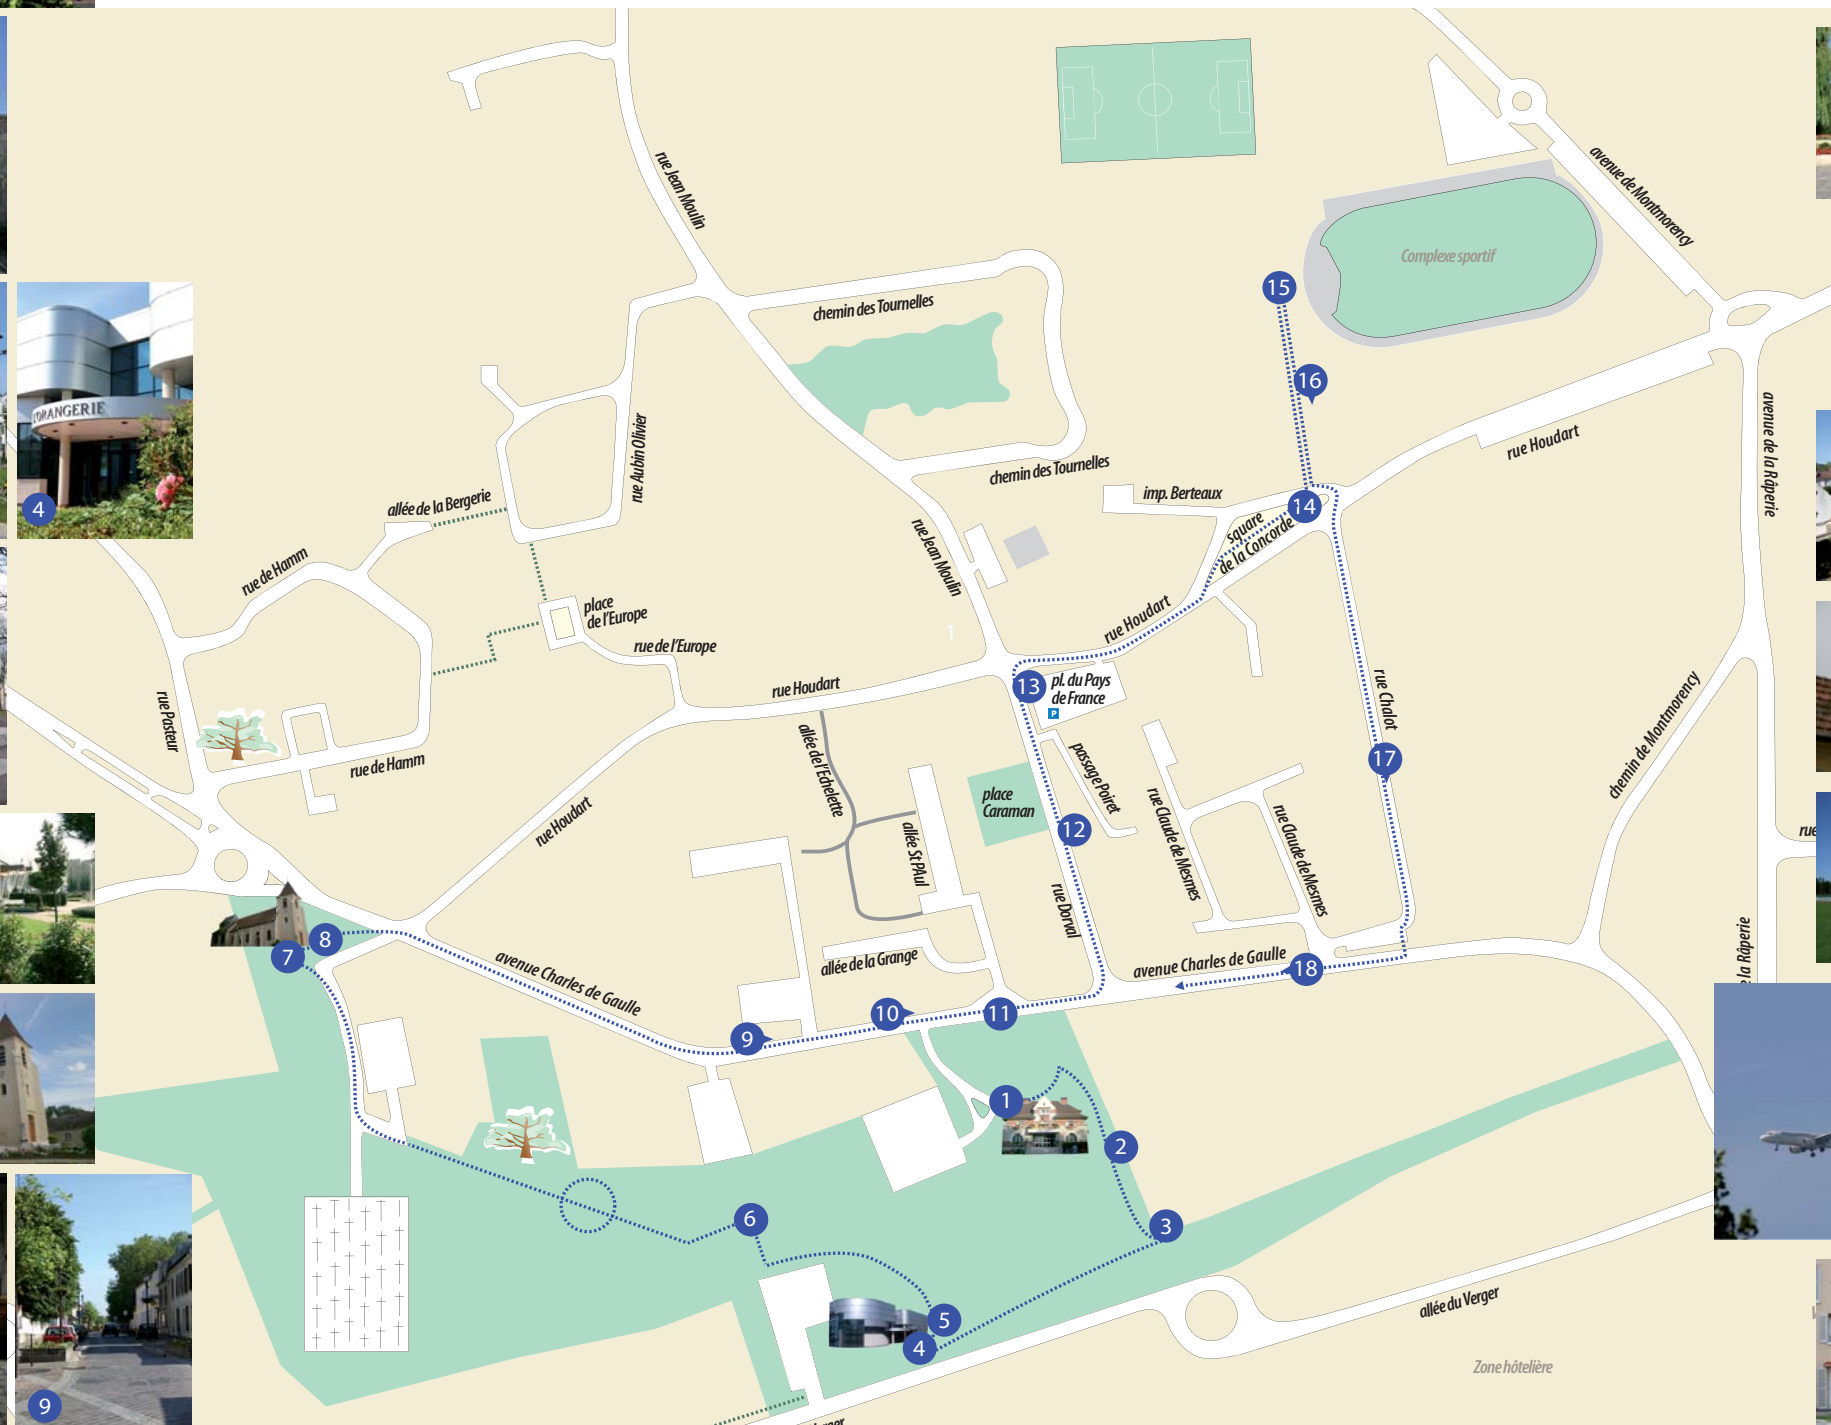 rue Jean Moulin
avenue de Montmorency
Complexe sportif
chemin des Tournelles
15
16
L'ORANGERIE
4
rue Aubin Olivier
avenue de la Râperie
rue Houdart
chemin des Tournelles
imp. Berteaux
allée de la Bergerie
14
square
de la Concorde
rue Jean Moulin
rue de Hamm
place
de l'Europe
rue de l'Europe
1
rue Houdart
rue Houdart
13
pl. du Pays
de France
P
rue Chalot
rue Pasteur
rue de Hamm
allée de l'Echelette
passage Poiret
17
chemin de Montmorency
place
Caraman
12
rue Claude de Mesmes
rue Claude de Mesmes
rue Houdart
allée St PAul
rue
rue Dorval
8
7
avenue Charles de Gaulle
allée de la Grange
avenue Charles de Gaulle
18
la Râperie
10
11
9
1
2
3
6
5
4
allée du Verger
Zone hôtelière
9